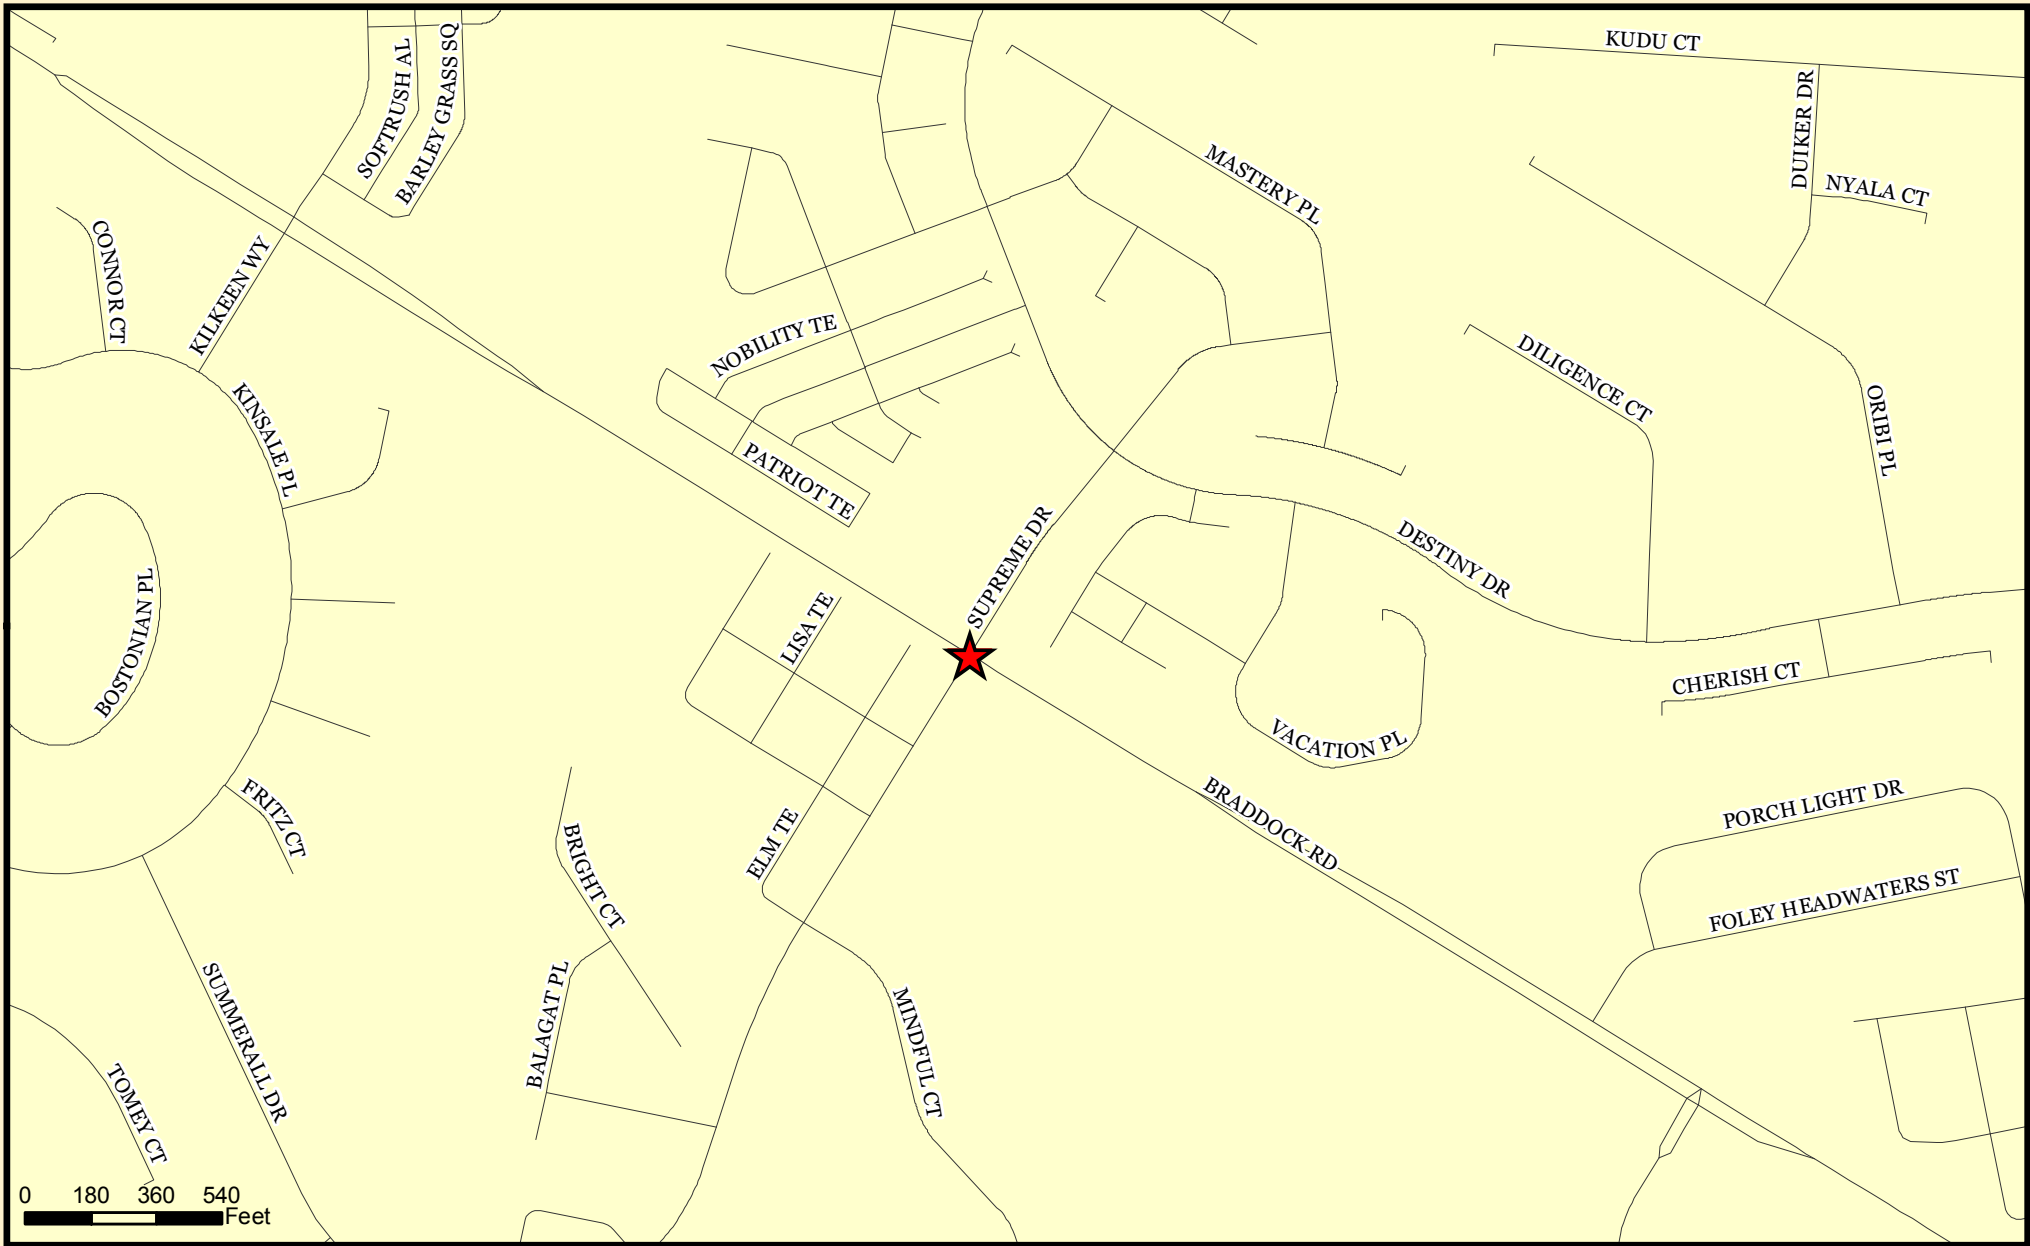 KUDU CT
SOFTRUSH AL
BARLEY GRASS SQ
DUIKER DR
MASTERY PL
NYALA CT
CONNOR CT
KILKEEN WY
NOBILITY TE
DILIGENCE CT
KINSALE PL
ORIBI PL
PATRIOT TE
SUPREME DR
DESTINY DR
BOSTONIAN PL
LISA TE
CHERISH CT
VACATION PL
FRITZ CT
BRADDOCK RD
PORCH LIGHT DR
ELM TE
BRIGHT CT
FOLEY HEADWATERS ST
SUMMERALL DR
BALAGAT PL
MINDFUL CT
TOMEY CT
0 180 360 540
Feet